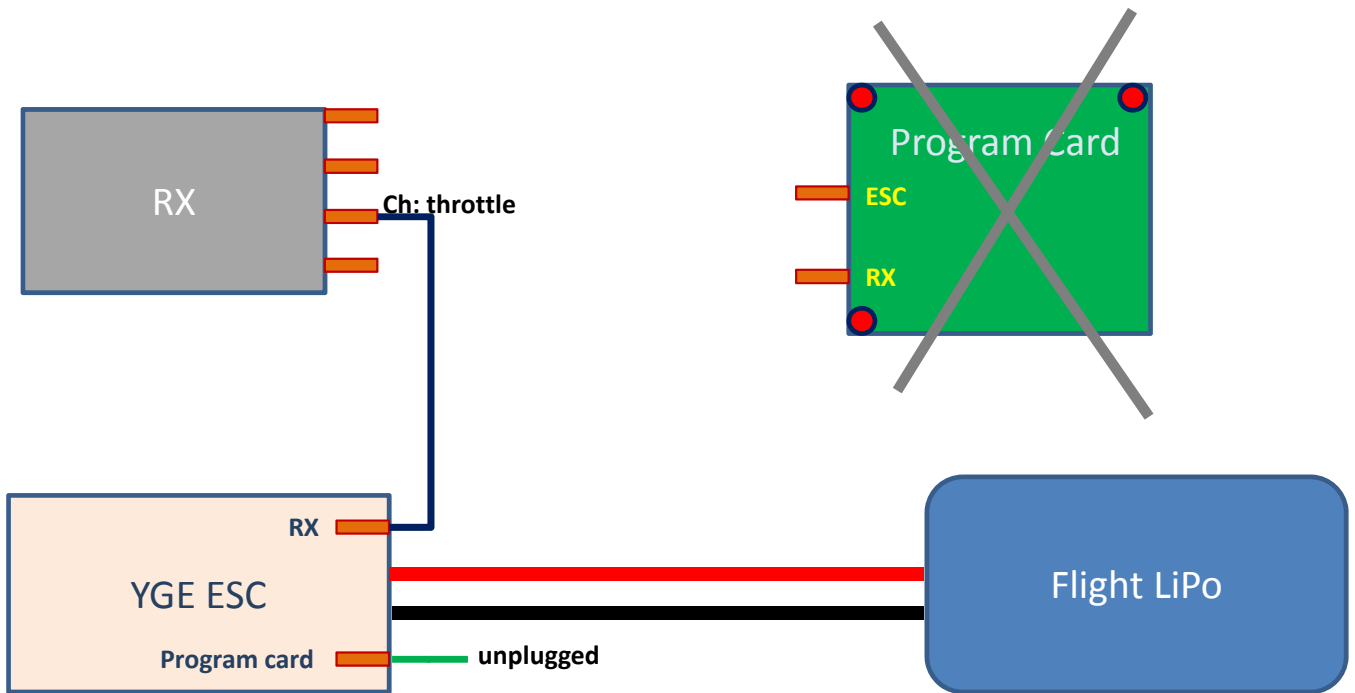 RX
Ch: throttle
Program Card
ESC
RX
RX
YGE ESC
Program card
unplugged
Flight LiPo